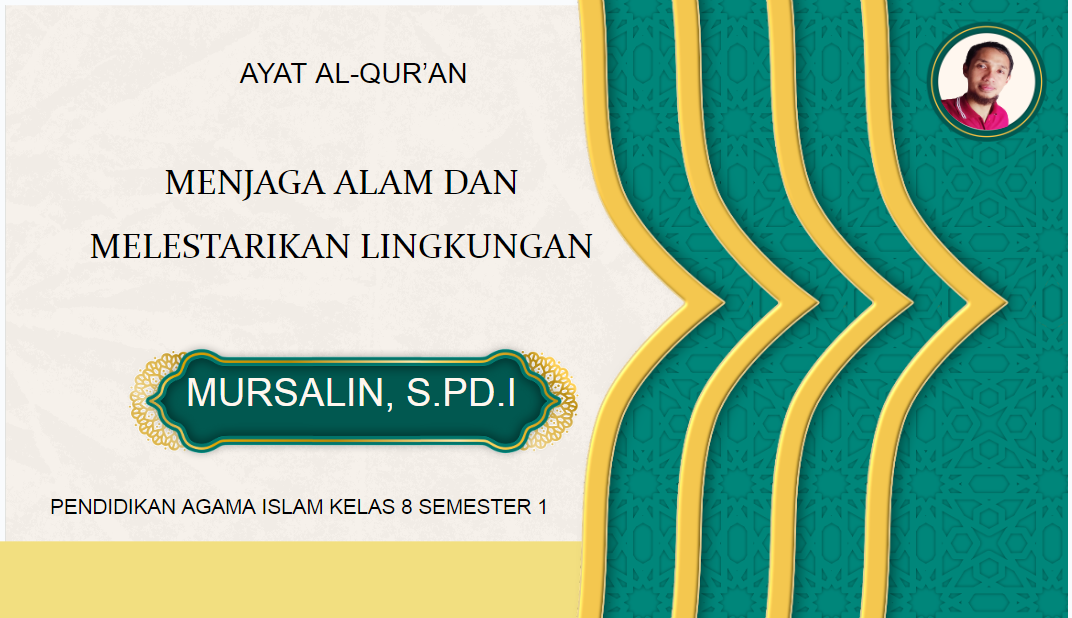 AYAT AL-QUR’AN
MENJAGA ALAM DAN
MELESTARIKAN LINGKUNGAN
MURSALIN, S.PD.I
PENDIDIKAN AGAMA ISLAM KELAS 8 SEMESTER 1